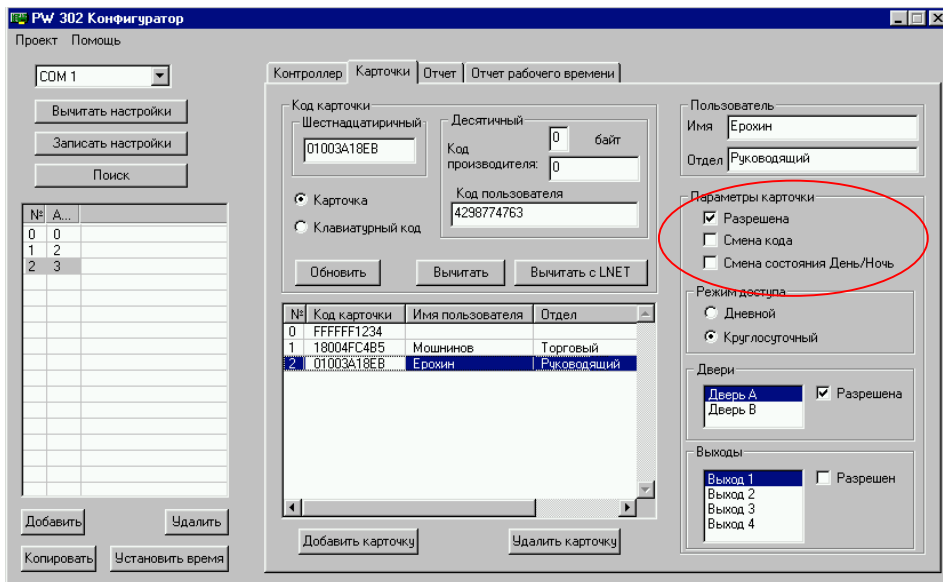 PW 302 Конфигуратор
Проект Помощь
COM 1
Вычитать настройки
Записать настройки
Поиск
№ А...
0 0
1 2
2 3
Добавить Удалить
Копировать Установить время
Контроллер Карточки Отчет Отчет рабочего времени
Код карточки
Шестнадцатиричный
01003A18EB
Десятичный
0 байт
Код
производителя: 0
Код пользователя
4298774763
Карточка
Клавиатурный код
Обновить Вычитать Вычитать с LNET
№ Код карточки Имя пользователя Отдел
0 FFFFFF1234
1 18004FC4B5 Мошнинов Торговый
2 01003A18EB Ерохин Руководящий
Добавить карточку Удалить карточку
Пользователь
Имя Ерохин
Отдел Руководящий
Параметры карточки
Разрешена
Смена кода
Смена состояния День/Ночь
Режим доступа
Дневной
Круглосуточный
Двери
Дверь А Разрешена
Дверь В
Выходы
Выход 1 Разрешен
Выход 2
Выход 3
Выход 4